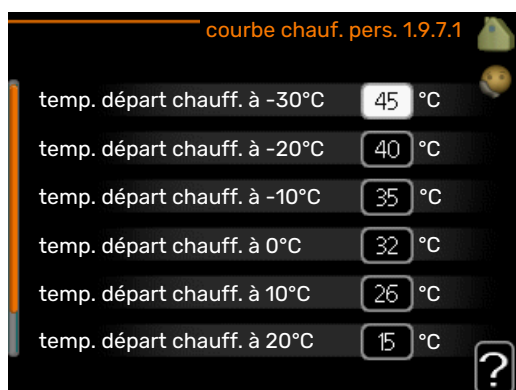 courbe chauf. pers. 1.9.7.1
temp. départ chauff. à -30°C 45 °C
temp. départ chauff. à -20°C 40 °C
temp. départ chauff. à -10°C 35 °C
temp. départ chauff. à 0°C 32 °C
temp. départ chauff. à 10°C 26 °C
temp. départ chauff. à 20°C 15 °C
?